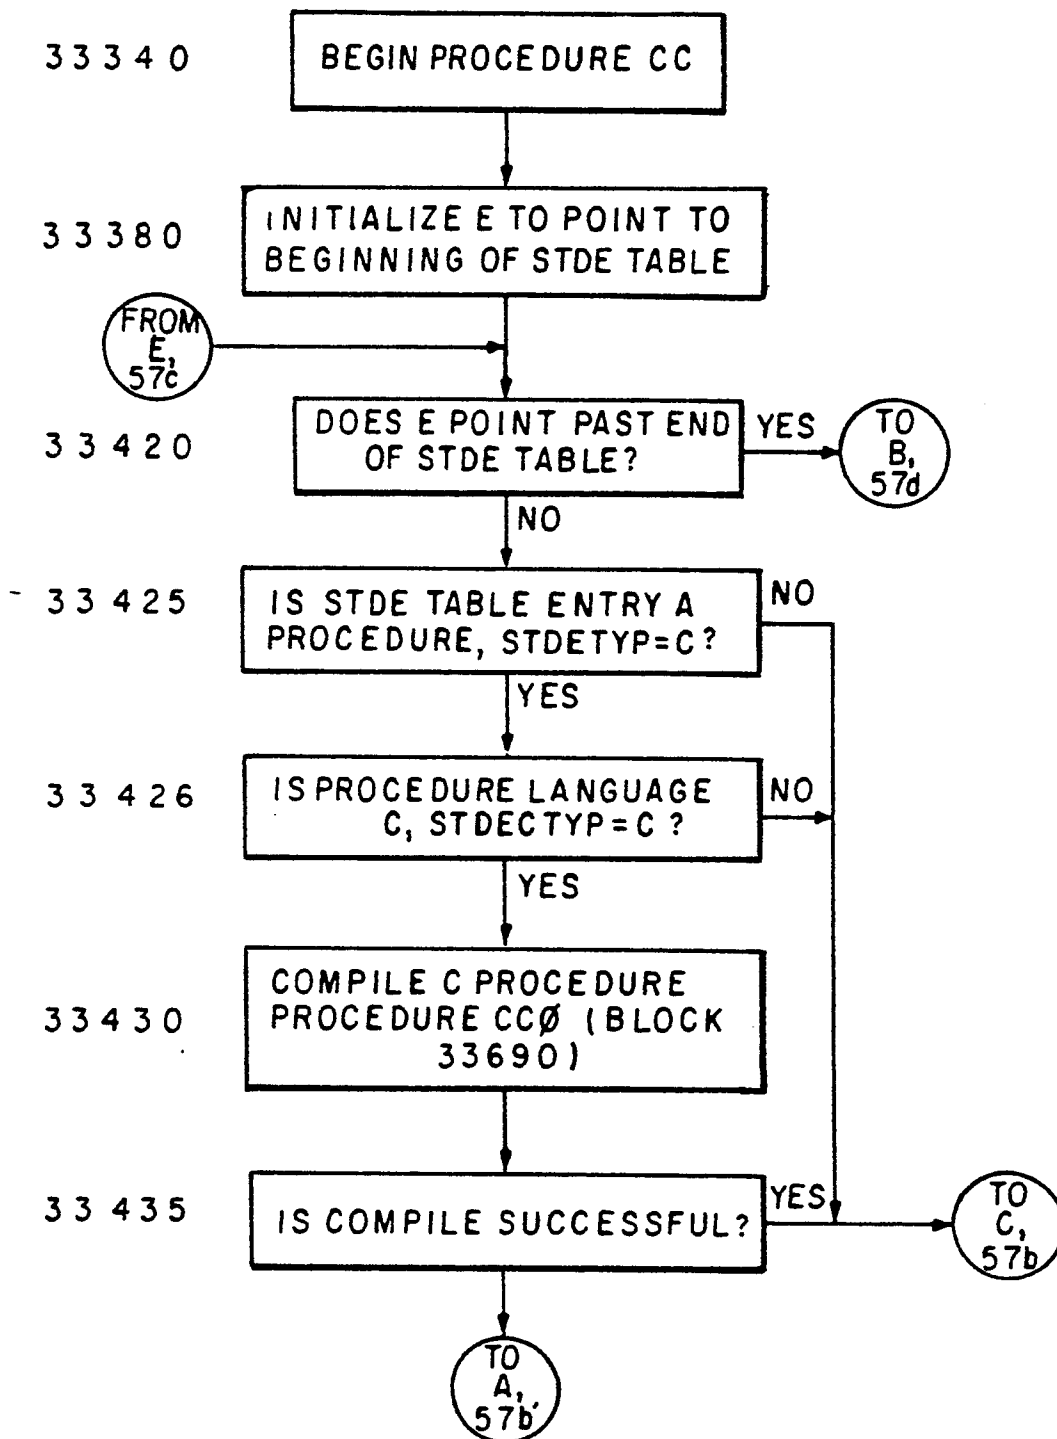 33340
BEGIN PROCEDURE CC
33380
INITIALIZE E TO POINT TO
BEGINNING OF STDE TABLE
FROM
E,
57c
33420
DOES E POINT PAST END
OF STDE TABLE?
YES
TO
B,
57d
NO
33425
IS STDE TABLE ENTRY A
PROCEDURE, STDETYP=C?
NO
YES
33426
IS PROCEDURE LANGUAGE
C, STDECTYP=C?
NO
YES
33430
COMPILE C PROCEDURE
PROCEDURE CCØ (BLOCK
33690)
33435
IS COMPILE SUCCESSFUL?
YES
TO
C,
57b
TO
A,
57b